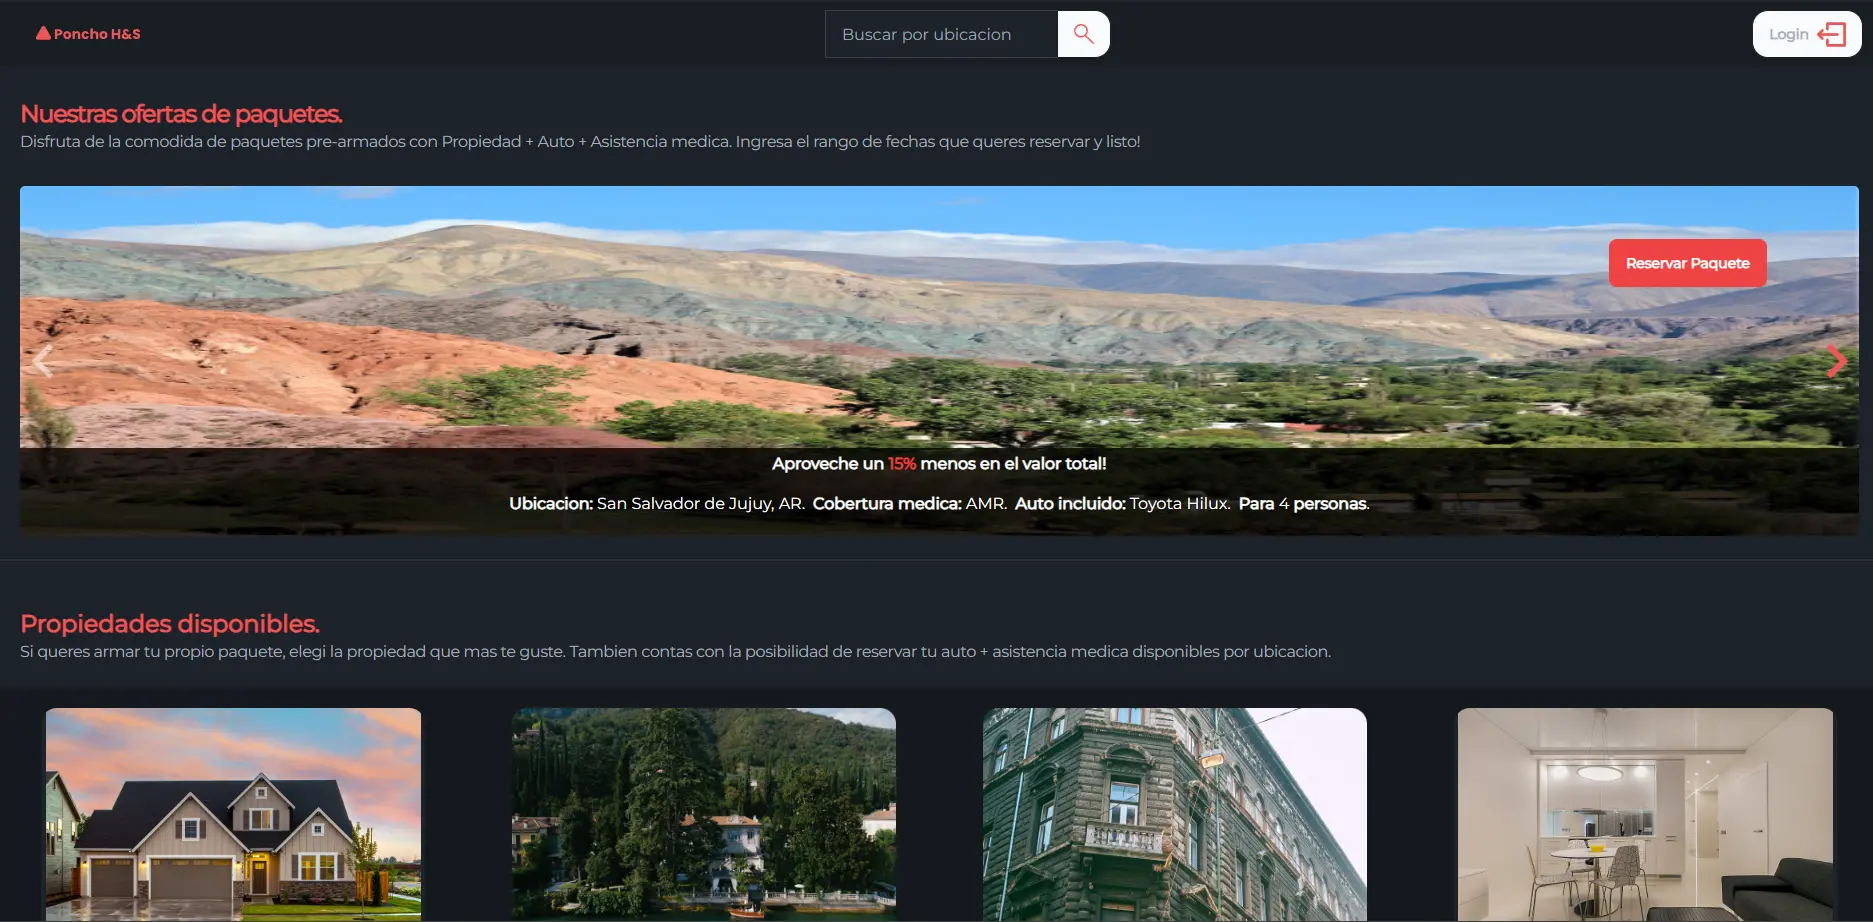 Poncho H&S
Buscar por ubicacion
Login
Nuestras ofertas de paquetes.
Disfruta de la comodida de paquetes pre-armados con Propiedad + Auto + Asistencia medica. Ingresa el rango de fechas que queres reservar y listo!
Reservar Paquete
Aproveche un 15% menos en el valor total!
Ubicacion: San Salvador de Jujuy, AR. Cobertura medica: AMR. Auto incluido: Toyota Hilux. Para 4 personas.
Propiedades disponibles.
Si queres armar tu propio paquete, elegi la propiedad que mas te guste. Tambien contas con la posibilidad de reservar tu auto + asistencia medica disponibles por ubicacion.